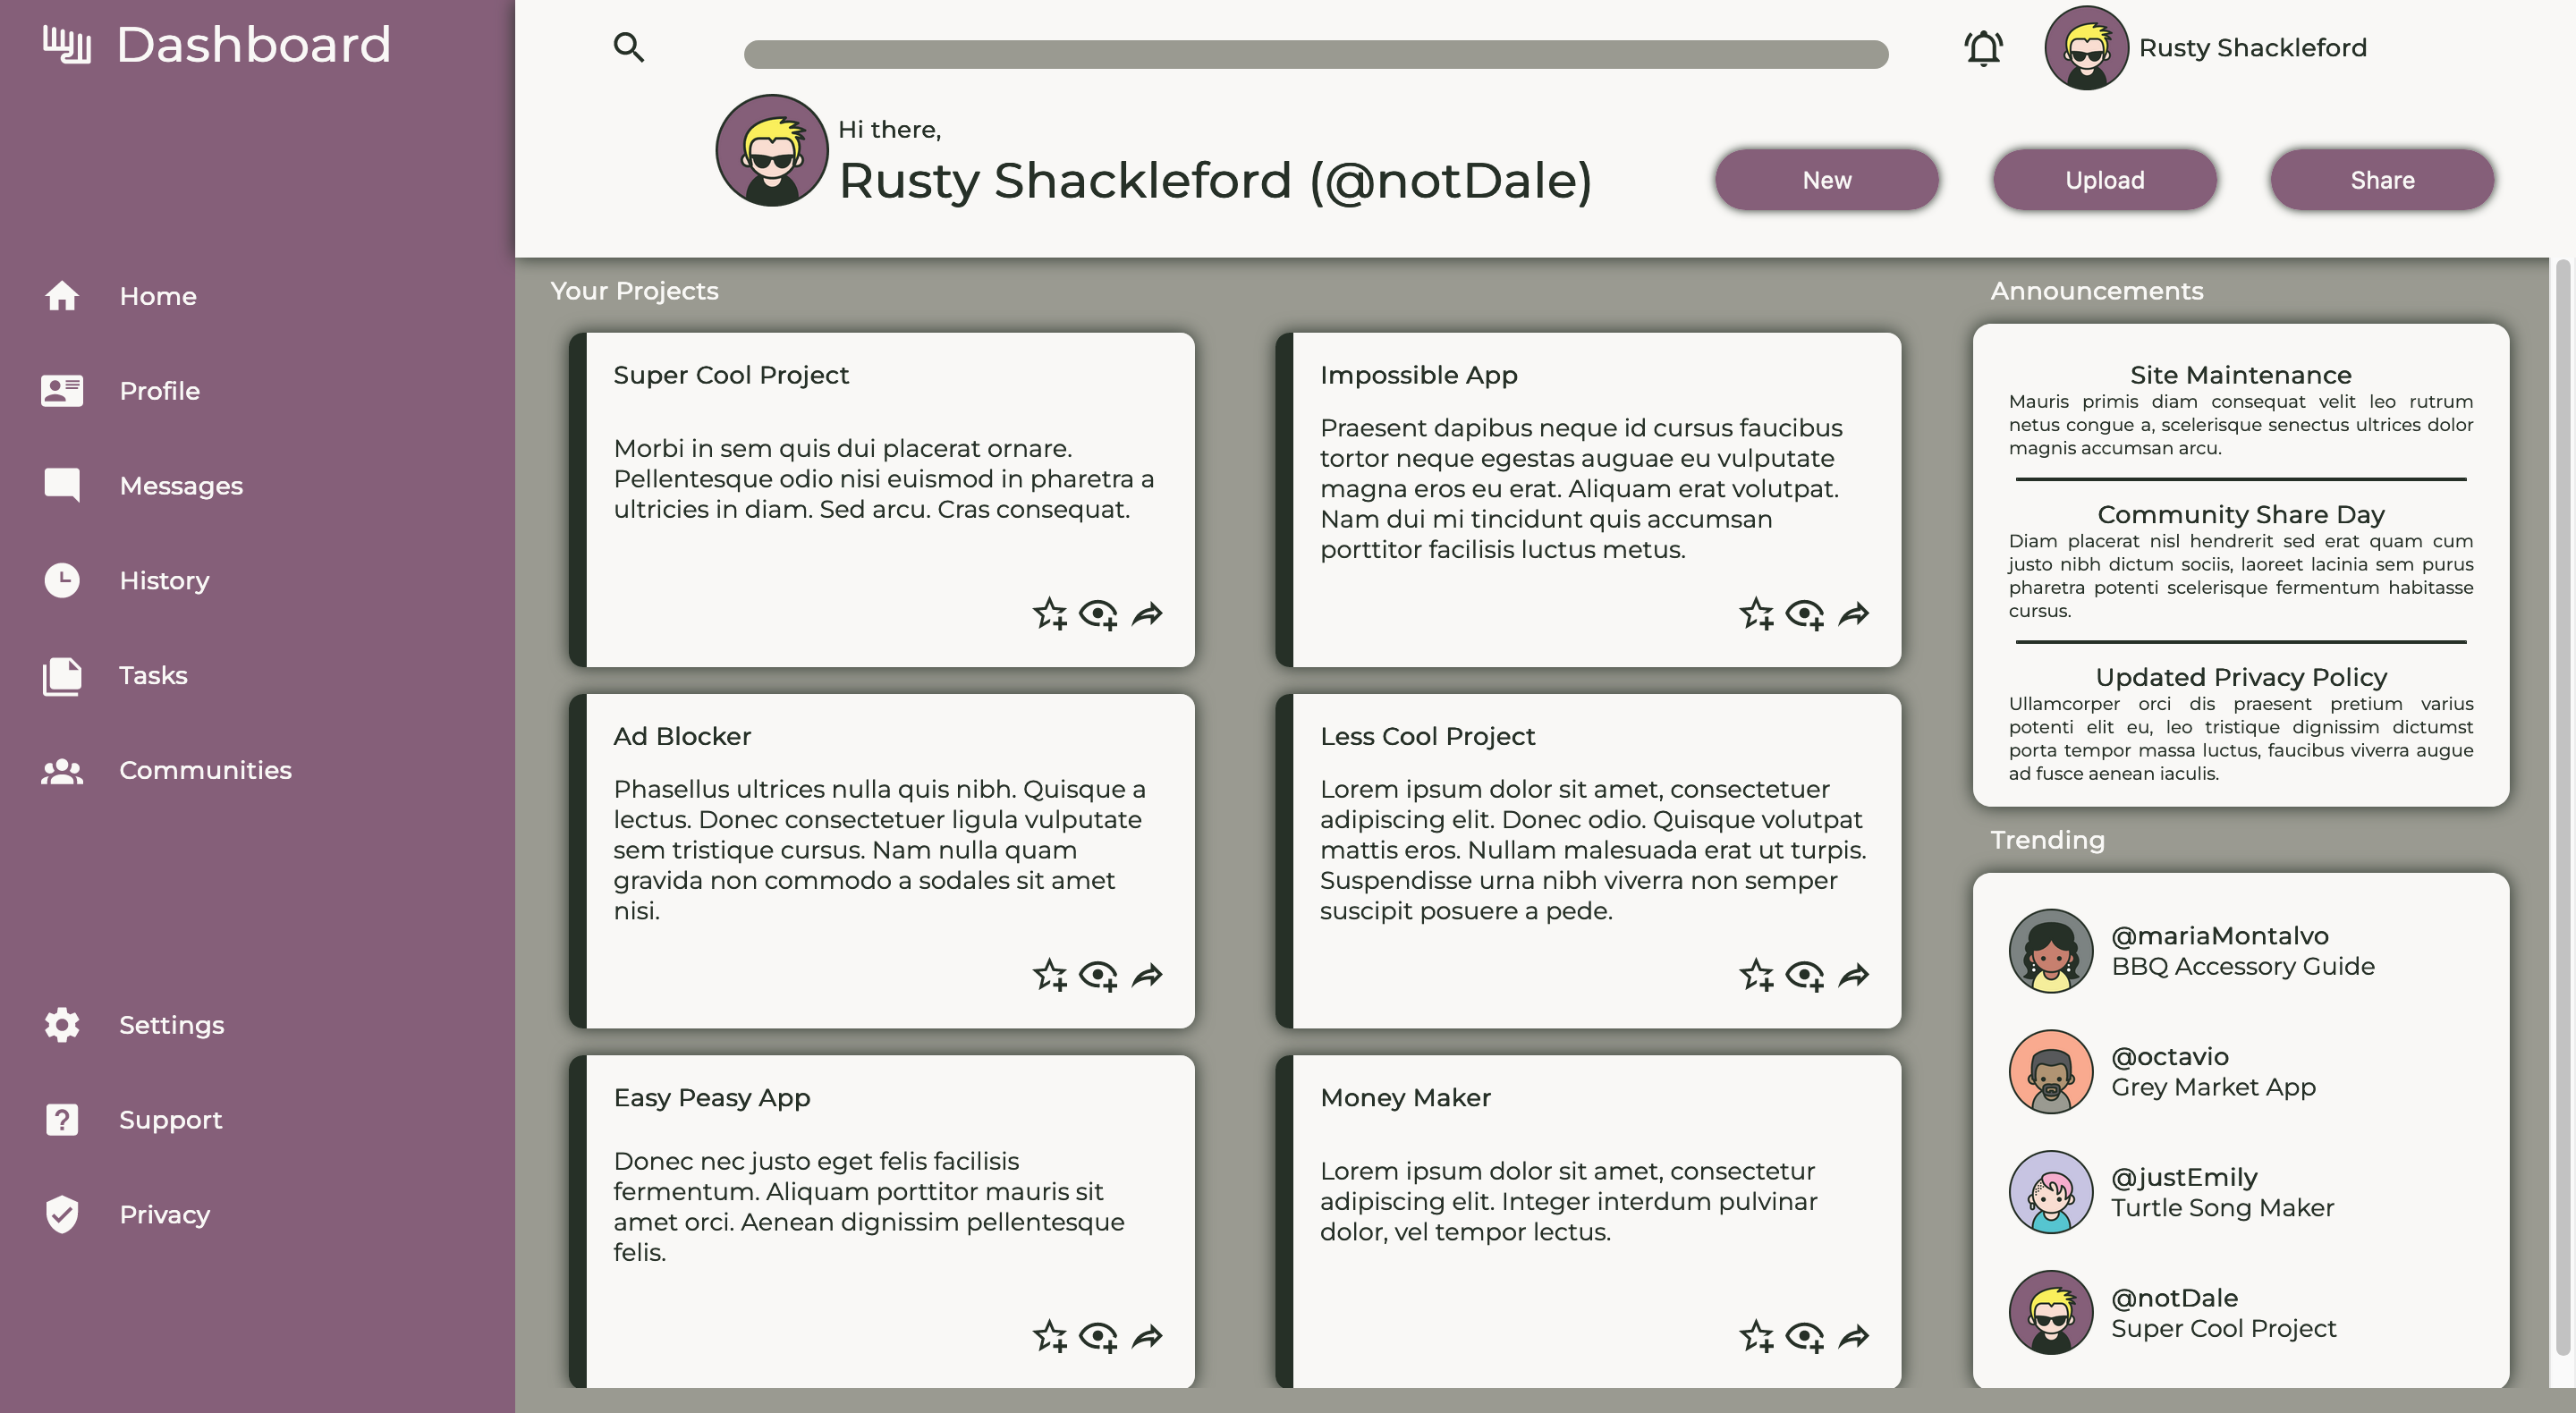 Dashboard
Home
Profile
Messages
History
Tasks
Communities
Settings
Support
Privacy
Rusty Shackleford
Hi there,
Rusty Shackleford (@notDale)
New
Upload
Share
Your Projects
Super Cool Project
Morbi in sem quis dui placerat ornare.
Pellentesque odio nisi euismod in pharetra a
ultricies in diam. Sed arcu. Cras consequat.
Impossible App
Praesent dapibus neque id cursus faucibus
tortor neque egestas auguae eu vulputate
magna eros eu erat. Aliquam erat volutpat.
Nam dui mi tincidunt quis accumsan
porttitor facilisis luctus metus.
Ad Blocker
Phasellus ultrices nulla quis nibh. Quisque a
lectus. Donec consectetuer ligula vulputate
sem tristique cursus. Nam nulla quam
gravida non commodo a sodales sit amet
nisi.
Less Cool Project
Lorem ipsum dolor sit amet, consectetuer
adipiscing elit. Donec odio. Quisque volutpat
mattis eros. Nullam malesuada erat ut turpis.
Suspendisse urna nibh viverra non semper
suscipit posuere a pede.
Easy Peasy App
Donec nec justo eget felis facilisis
fermentum. Aliquam porttitor mauris sit
amet orci. Aenean dignissim pellentesque
felis.
Money Maker
Lorem ipsum dolor sit amet, consectetur
adipiscing elit. Integer interdum pulvinar
dolor, vel tempor lectus.
Announcements
Site Maintenance
Mauris primis diam consequat velit leo rutrum
netus congue a, scelerisque senectus ultrices dolor
magnis accumsan arcu.
Community Share Day
Diam placerat nisl hendrerit sed erat quam cum
justo nibh dictum sociis, laoreet lacinia sem purus
pharetra potenti scelerisque fermentum habitasse
cursus.
Updated Privacy Policy
Ullamcorper orci dis praesent pretium varius
potenti elit eu, leo tristique dignissim dictumst
porta tempor massa luctus, faucibus viverra augue
ad fusce aenean iaculis.
Trending
@mariaMontalvo
BBQ Accessory Guide
@octavio
Grey Market App
@justEmily
Turtle Song Maker
@notDale
Super Cool Project